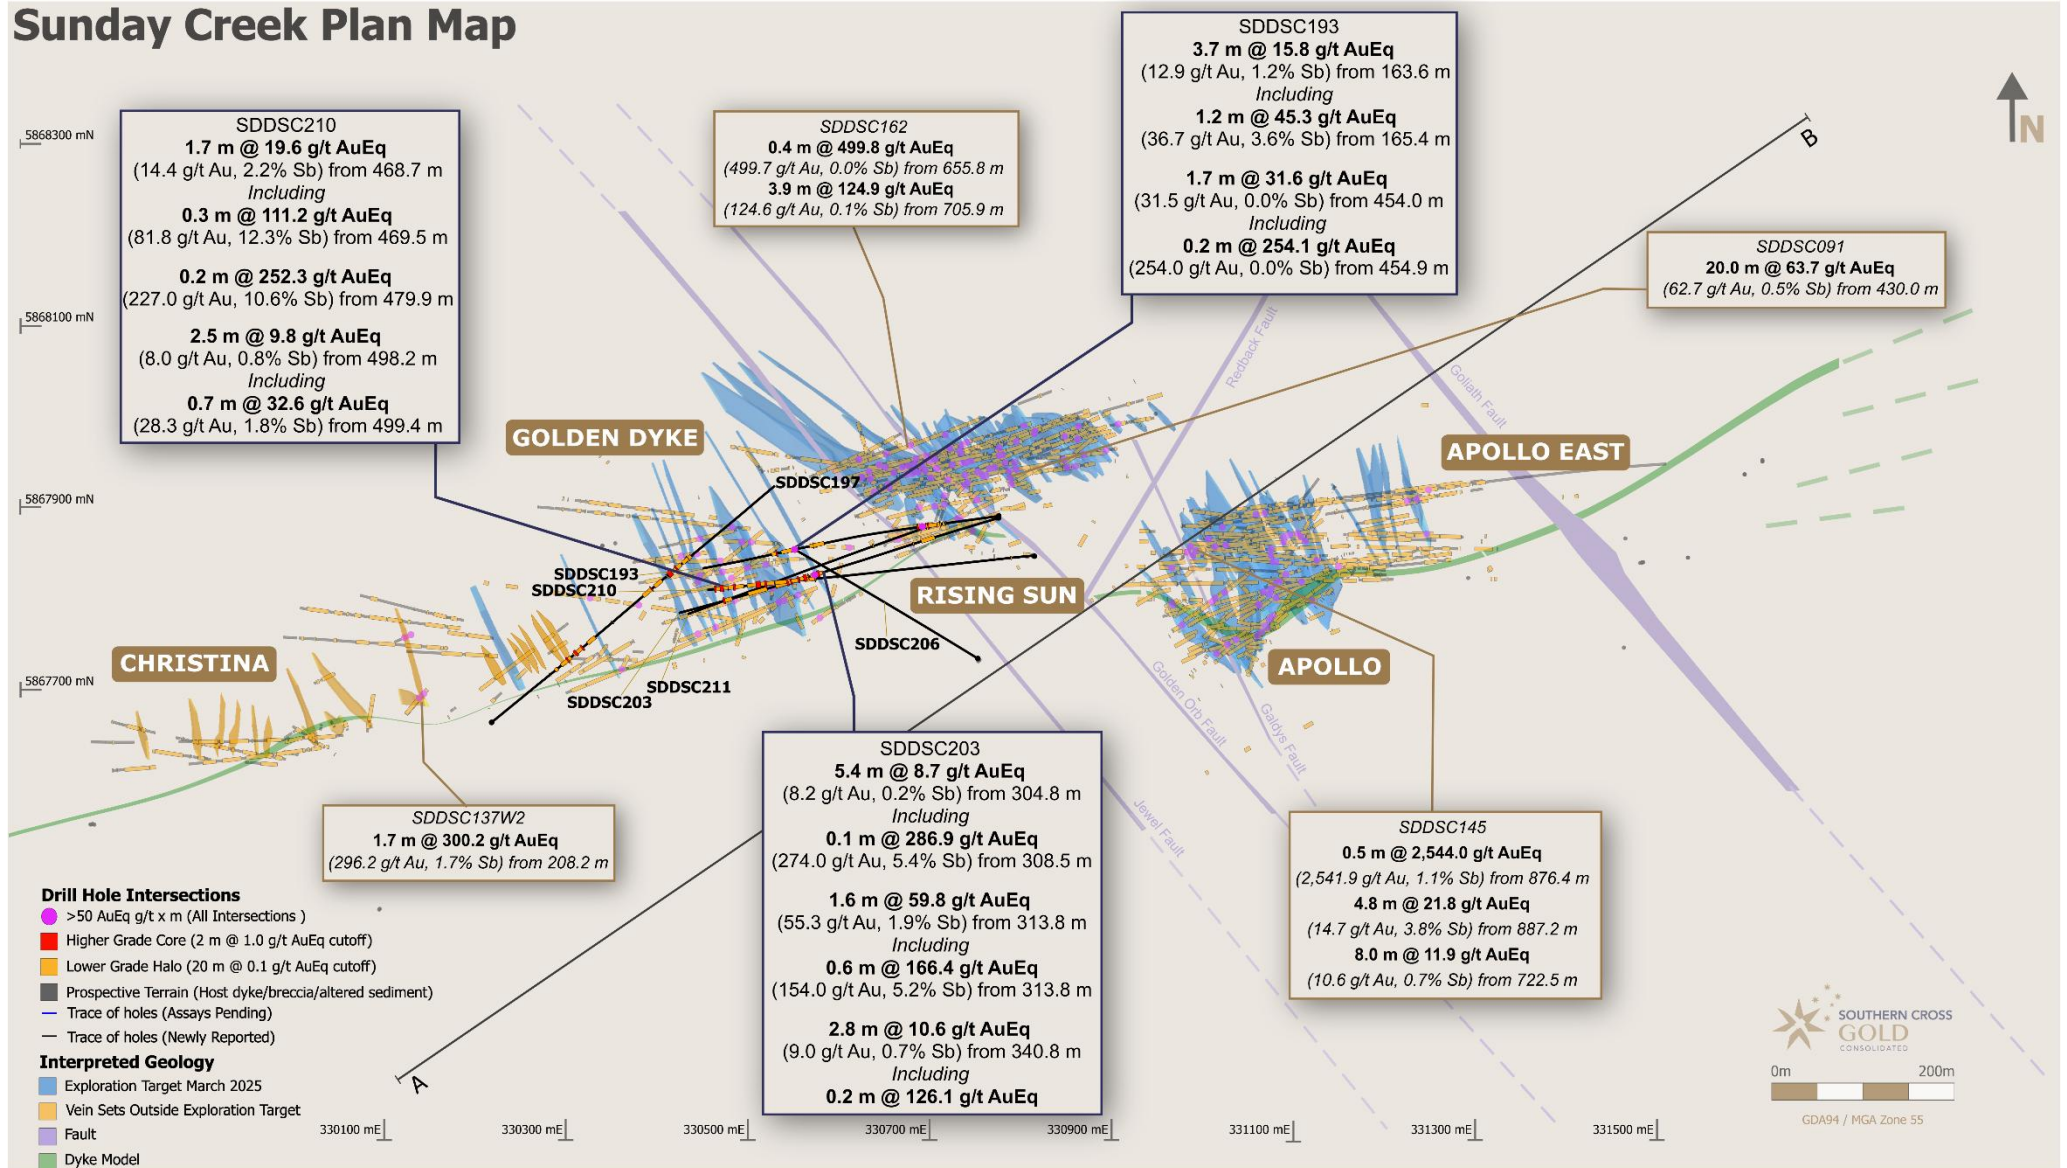 Sunday Creek Plan Map
SDDSC210
1.7 m @ 19.6 g/t AuEq
(14.4 g/t Au, 2.2% Sb) from 468.7 m
Including
0.3 m @ 111.2 g/t AuEq
(81.8 g/t Au, 12.3% Sb) from 469.5 m
0.2 m @ 252.3 g/t AuEq
(227.0 g/t Au, 10.6% Sb) from 479.9 m
2.5 m @ 9.8 g/t AuEq
(8.0 g/t Au, 0.8% Sb) from 498.2 m
Including
0.7 m @ 32.6 g/t AuEq
(28.3 g/t Au, 1.8% Sb) from 499.4 m
SDDSC162
0.4 m @ 499.8 g/t AuEq
(499.7 g/t Au, 0.0% Sb) from 655.8 m
3.9 m @ 124.9 g/t AuEq
(124.6 g/t Au, 0.1% Sb) from 705.9 m
SDDSC193
3.7 m @ 15.8 g/t AuEq
(12.9 g/t Au, 1.2% Sb) from 163.6 m
Including
1.2 m @ 45.3 g/t AuEq
(36.7 g/t Au, 3.6% Sb) from 165.4 m
1.7 m @ 31.6 g/t AuEq
(31.5 g/t Au, 0.0% Sb) from 454.0 m
Including
0.2 m @ 254.1 g/t AuEq
(254.0 g/t Au, 0.0% Sb) from 454.9 m
SDDSC091
20.0 m @ 63.7 g/t AuEq
(62.7 g/t Au, 0.5% Sb) from 430.0 m
N
B
5868300 mN
5868100 mN
5867900 mN
5867700 mN
Redback Fault
Goliath Fault
GOLDEN DYKE
APOLLO EAST
SDDSC197
SDDSC193
SDDSC210
RISING SUN
SDDSC206
CHRISTINA
APOLLO
SDDSC211
SDDSC203
Golden Orb Fault
Galdys Fault
Jewel Fault
SDDSC137W2
1.7 m @ 300.2 g/t AuEq
(296.2 g/t Au, 1.7% Sb) from 208.2 m
SDDSC203
5.4 m @ 8.7 g/t AuEq
(8.2 g/t Au, 0.2% Sb) from 304.8 m
Including
0.1 m @ 286.9 g/t AuEq
(274.0 g/t Au, 5.4% Sb) from 308.5 m
1.6 m @ 59.8 g/t AuEq
(55.3 g/t Au, 1.9% Sb) from 313.8 m
Including
0.6 m @ 166.4 g/t AuEq
(154.0 g/t Au, 5.2% Sb) from 313.8 m
2.8 m @ 10.6 g/t AuEq
(9.0 g/t Au, 0.7% Sb) from 340.8 m
Including
0.2 m @ 126.1 g/t AuEq
SDDSC145
0.5 m @ 2,544.0 g/t AuEq
(2,541.9 g/t Au, 1.1% Sb) from 876.4 m
4.8 m @ 21.8 g/t AuEq
(14.7 g/t Au, 3.8% Sb) from 887.2 m
8.0 m @ 11.9 g/t AuEq
(10.6 g/t Au, 0.7% Sb) from 722.5 m
Drill Hole Intersections
>50 AuEq g/t x m (All Intersections )
Higher Grade Core (2 m @ 1.0 g/t AuEq cutoff)
Lower Grade Halo (20 m @ 0.1 g/t AuEq cutoff)
Prospective Terrain (Host dyke/breccia/altered sediment)
Trace of holes (Assays Pending)
Trace of holes (Newly Reported)
Interpreted Geology
Exploration Target March 2025
Vein Sets Outside Exploration Target
Fault
Dyke Model
A
330100 mE
330300 mE
330500 mE
330700 mE
330900 mE
331100 mE
331300 mE
331500 mE
SOUTHERN CROSS
GOLD
CONSOLIDATED
0m 200m
GDA94 / MGA Zone 55